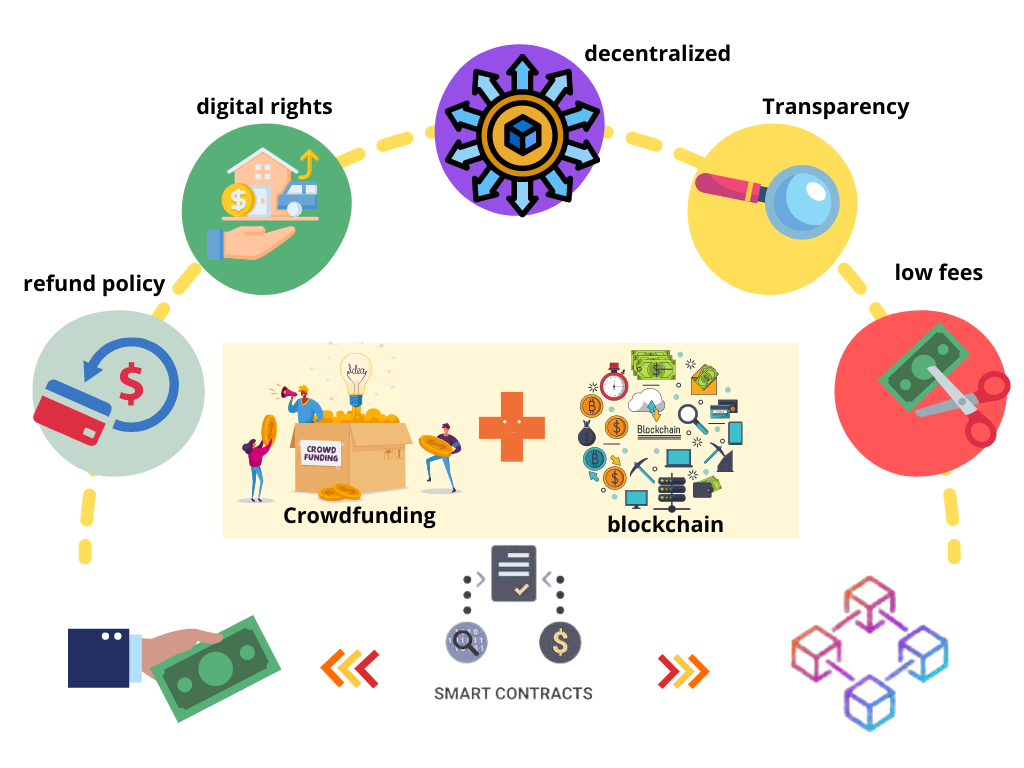 decentralized
digital rights
Transparency
low fees
refund policy
Idea
CROWD
FUNDING
Blockchain
Crowdfunding
blockchain
SMART CONTRACTS